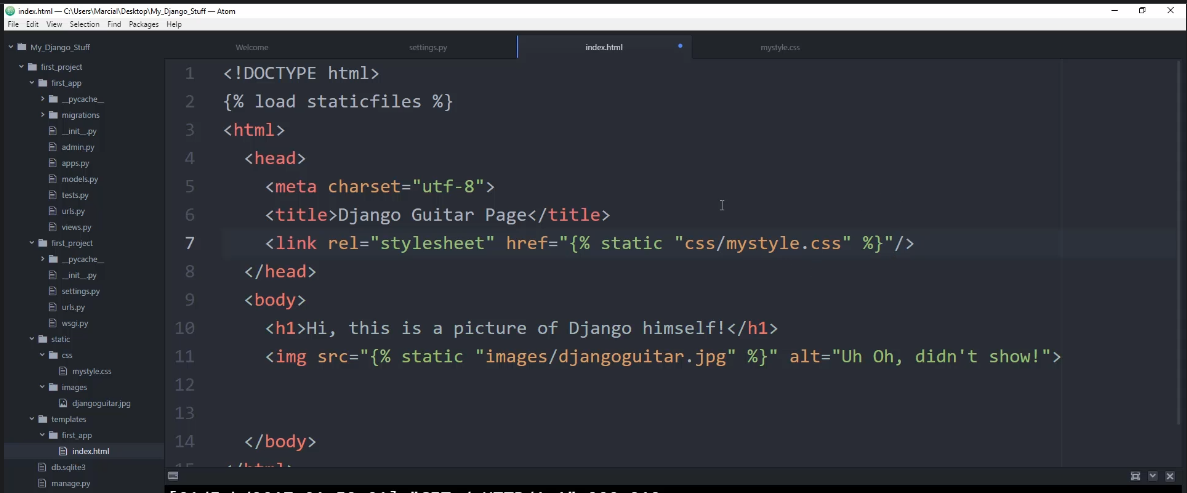 index.html — C:\Users\Marcial\Desktop\My_Django_Stuff — Atom
File Edit View Selection Find Packages Help
My_Django_Stuff
first_project
first_app
__pycache__
migrations
__init__.py
admin.py
apps.py
models.py
tests.py
urls.py
views.py
first_project
__pycache__
__init__.py
settings.py
urls.py
wsgi.py
static
css
mystyle.css
images
djangoguitar.jpg
templates
first_app
index.html
db.sqlite3
manage.py
Welcome settings.py index.html mystyle.css
1 <!DOCTYPE html>
2 {% load staticfiles %}
3 <html>
4 <head>
5 <meta charset="utf-8">
6 <title>Django Guitar Page</title>
7 <link rel="stylesheet" href="{% static "css/mystyle.css" %}"/>
8 </head>
9 <body>
10 <h1>Hi, this is a picture of Django himself!</h1>
11 <img src="{% static "images/djangoguitar.jpg" %}" alt="Uh Oh, didn't show!">
12
13
14 </body>
15 </html>